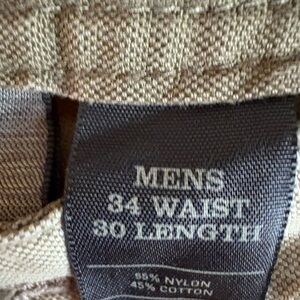 MENS
34 WAIST
30 LENGTH
55% NYLON
45% COTTON